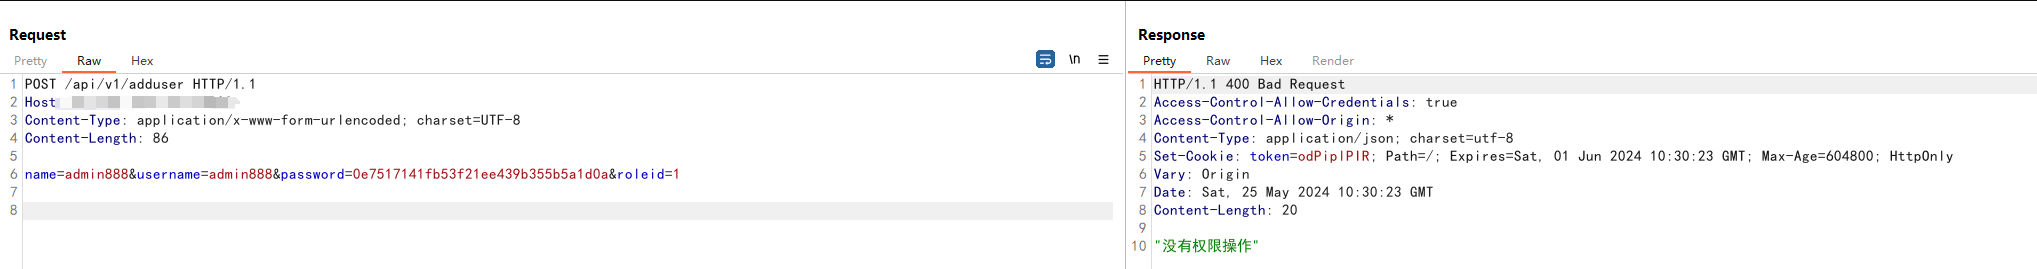 Request
Pretty Raw Hex \n
1 POST /api/v1/adduser HTTP/1.1
2 Host
3 Content-Type: application/x-www-form-urlencoded; charset=UTF-8
4 Content-Length: 86
5
6 name=admin888&username=admin888&password=0e7517141fb53f21ee439b355b5a1d0a&roleid=1
7
8
Response
Pretty Raw Hex Render
1 HTTP/1.1 400 Bad Request
2 Access-Control-Allow-Credentials: true
3 Access-Control-Allow-Origin: *
4 Content-Type: application/json; charset=utf-8
5 Set-Cookie: token=odPiplPlR; Path=/; Expires=Sat, 01 Jun 2024 10:30:23 GMT; Max-Age=604800; HttpOnly
6 Vary: Origin
7 Date: Sat, 25 May 2024 10:30:23 GMT
8 Content-Length: 20
9
10 "没有权限操作"